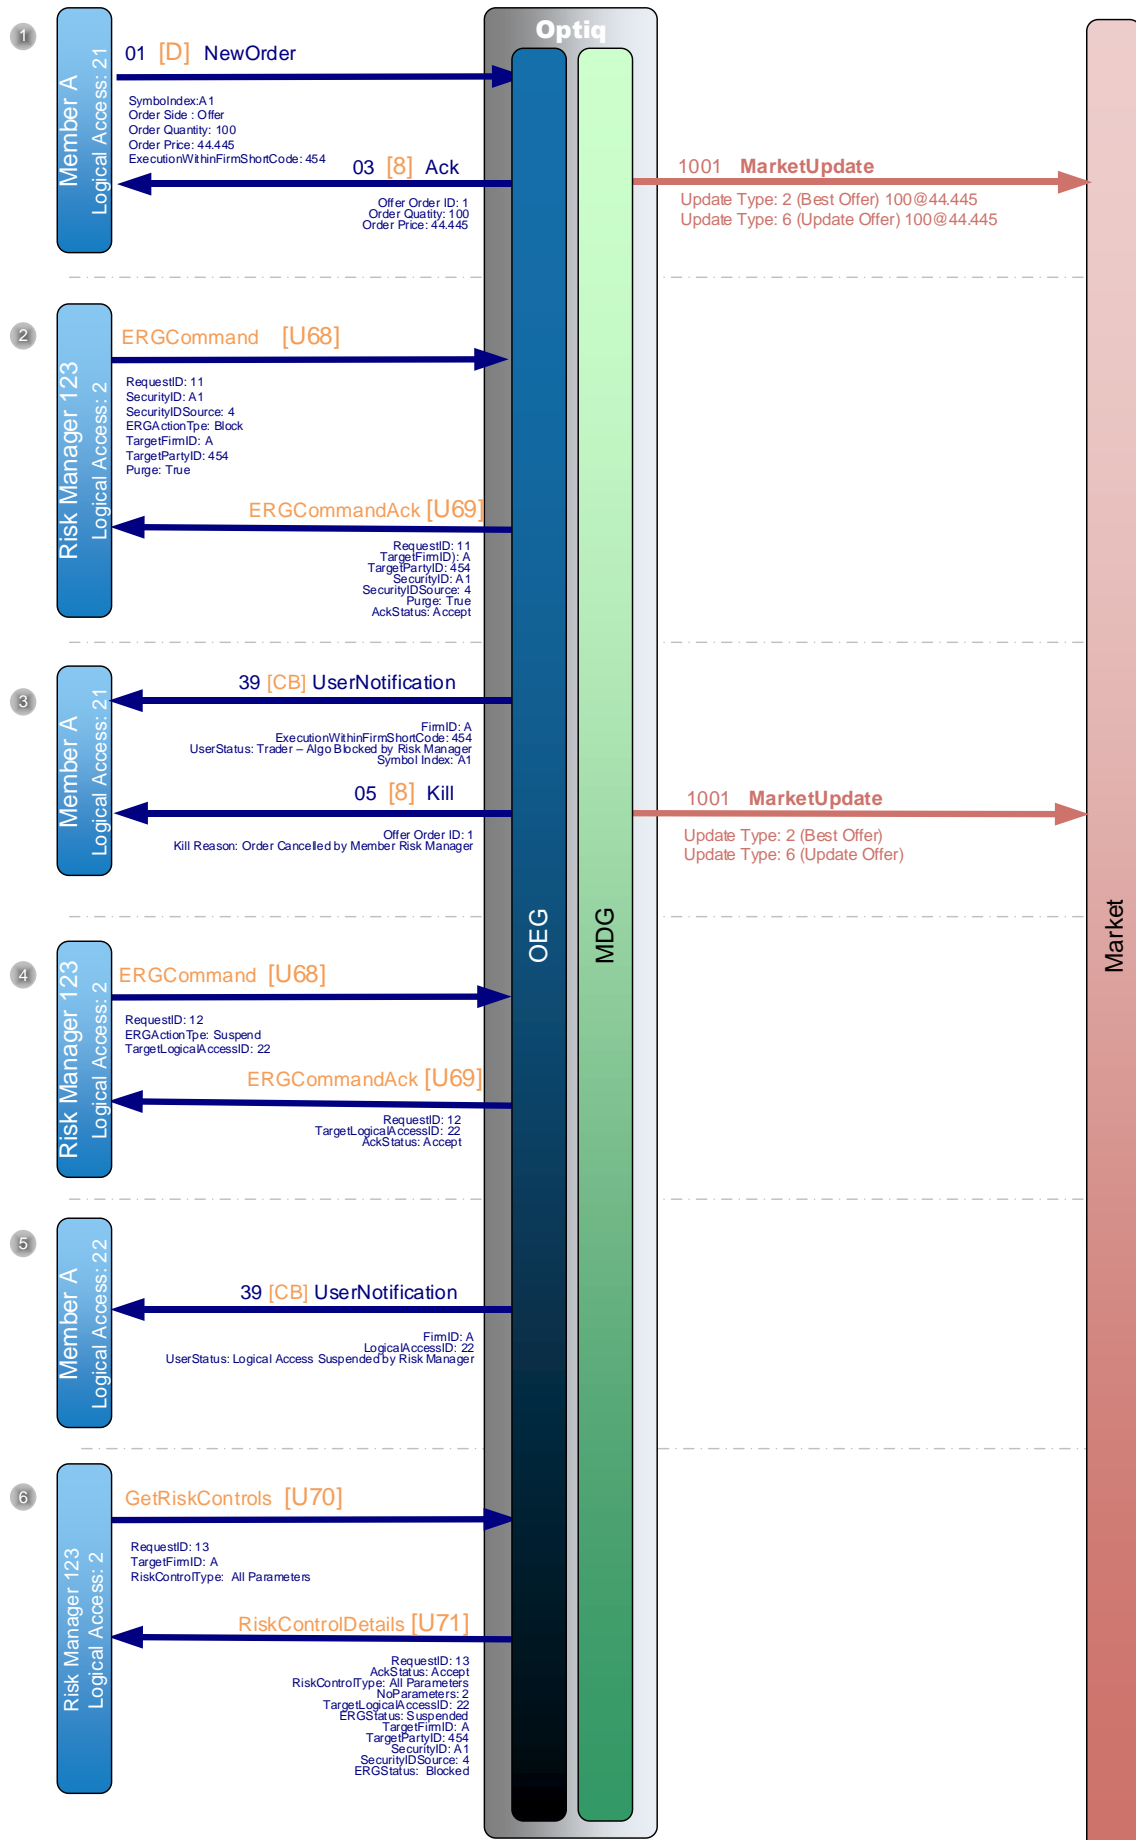 Optiq
1
Member A
Logical Access: 21
01 [D] NewOrder
SymbolIndex:A1
Order Side : Offer
Order Quantity: 100
Order Price: 44.445
ExecutionWithinFirmShortCode: 454
03 [8] Ack
Offer Order ID: 1
Order Quatity: 100
Order Price: 44.445
1001 MarketUpdate
Update Type: 2 (Best Offer) 100@44.445
Update Type: 6 (Update Offer) 100@44.445
2
Risk Manager 123
Logical Access: 2
ERGCommand [U68]
RequestID: 11
SecurityID: A1
SecurityIDSource: 4
ERGActionTpe: Block
TargetFirmID: A
TargetPartyID: 454
Purge: True
ERGCommandAck [U69]
RequestID: 11
TargetFirmID): A
TargetPartyID: 454
SecurityID: A1
SecurityIDSource: 4
Purge: True
AckStatus: Accept
3
Member A
Logical Access: 21
39 [CB] UserNotification
FirmID: A
ExecutionWithinFirmShortCode: 454
UserStatus: Trader – Algo Blocked by Risk Manager
Symbol Index: A1
05 [8] Kill
Offer Order ID: 1
Kill Reason: Order Cancelled by Member Risk Manager
1001 MarketUpdate
Update Type: 2 (Best Offer)
Update Type: 6 (Update Offer)
OEG
MDG
Market
4
Risk Manager 123
Logical Access: 2
ERGCommand [U68]
RequestID: 12
ERGActionTpe: Suspend
TargetLogicalAccessID: 22
ERGCommandAck [U69]
RequestID: 12
TargetLogicalAccessID: 22
AckStatus: Accept
5
Member A
Logical Access: 22
39 [CB] UserNotification
FirmID: A
LogicalAccessID: 22
UserStatus: Logical Access Suspended by Risk Manager
6
Risk Manager 123
Logical Access: 2
GetRiskControls [U70]
RequestID: 13
TargetFirmID: A
RiskControlType: All Parameters
RiskControlDetails [U71]
RequestID: 13
AckStatus: Accept
RiskControlType: All Parameters
NoParameters: 2
TargetLogicalAccessID: 22
ERGStatus: Suspended
TargetFirmID: A
TargetPartyID: 454
SecurityID: A1
SecurityIDSource: 4
ERGStatus: Blocked